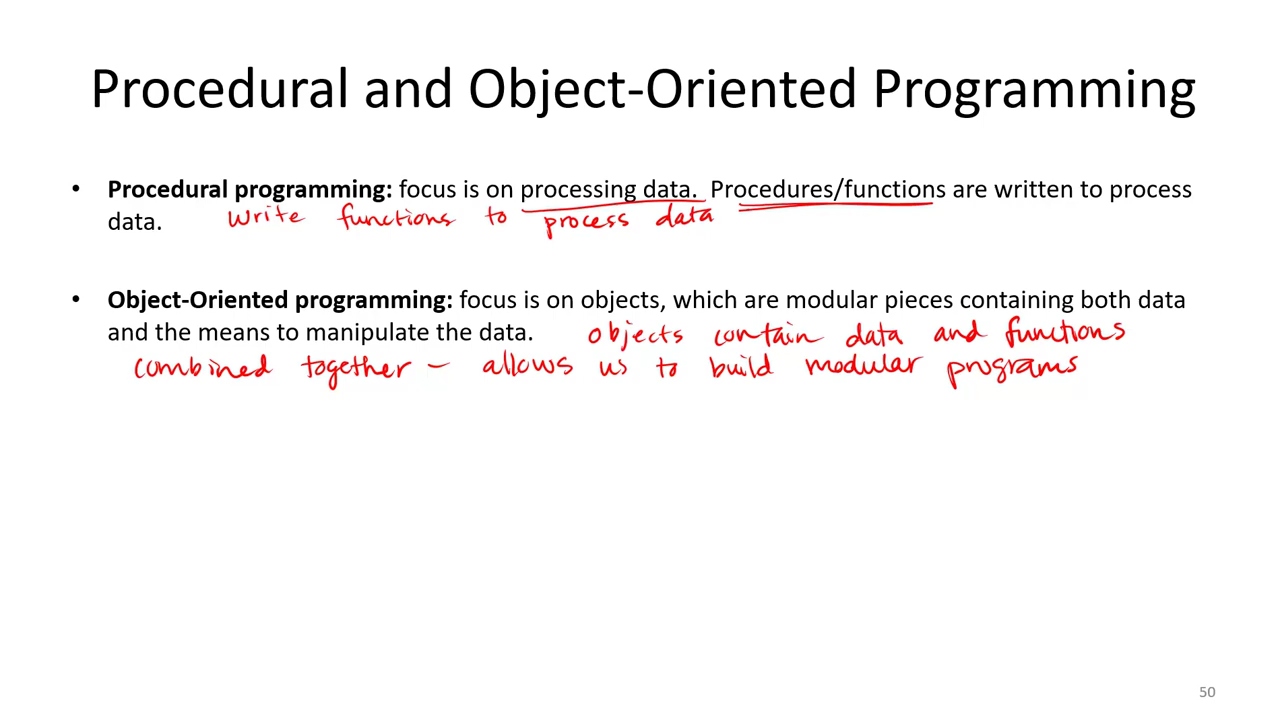 Procedural and Object-Oriented Programming
• Procedural programming: focus is on processing data. Procedures/functions are written to process
data. write functions to process data
• Object-Oriented programming: focus is on objects, which are modular pieces containing both data
and the means to manipulate the data. objects contain data and functions
combined together – allows us to build modular programs
50